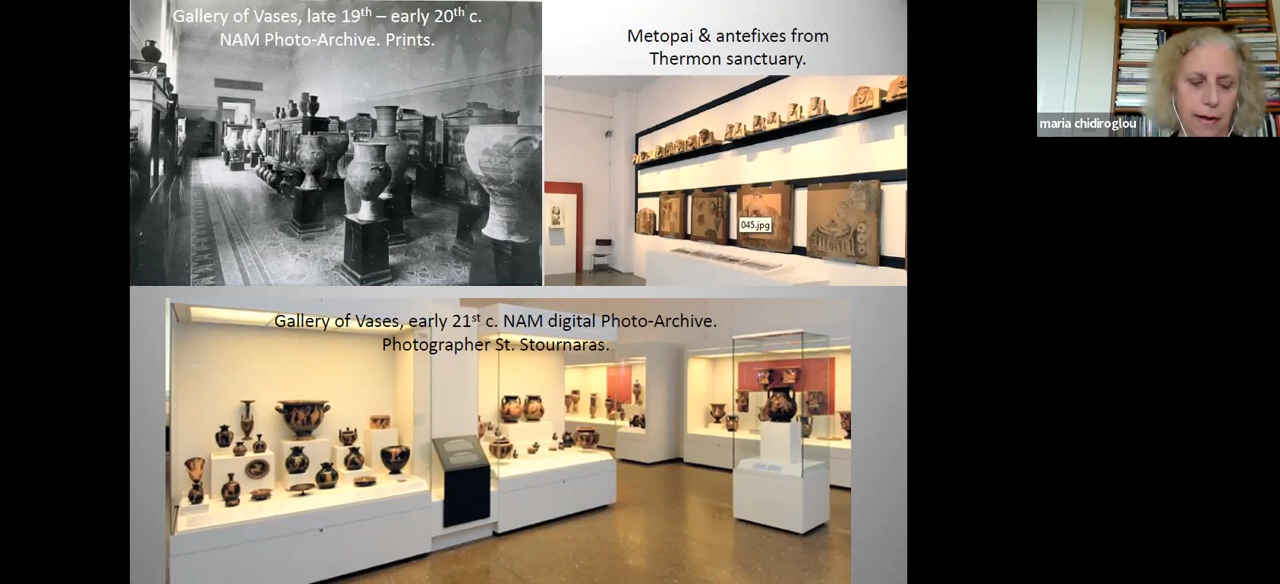 Gallery of Vases, late 19th – early 20th c.
NAM Photo-Archive. Prints.
Metopai & antefixes from
Thermon sanctuary.
045.jpg
Gallery of Vases, early 21st c. NAM digital Photo-Archive.
Photographer St. Stournaras.
maria chidiroglou